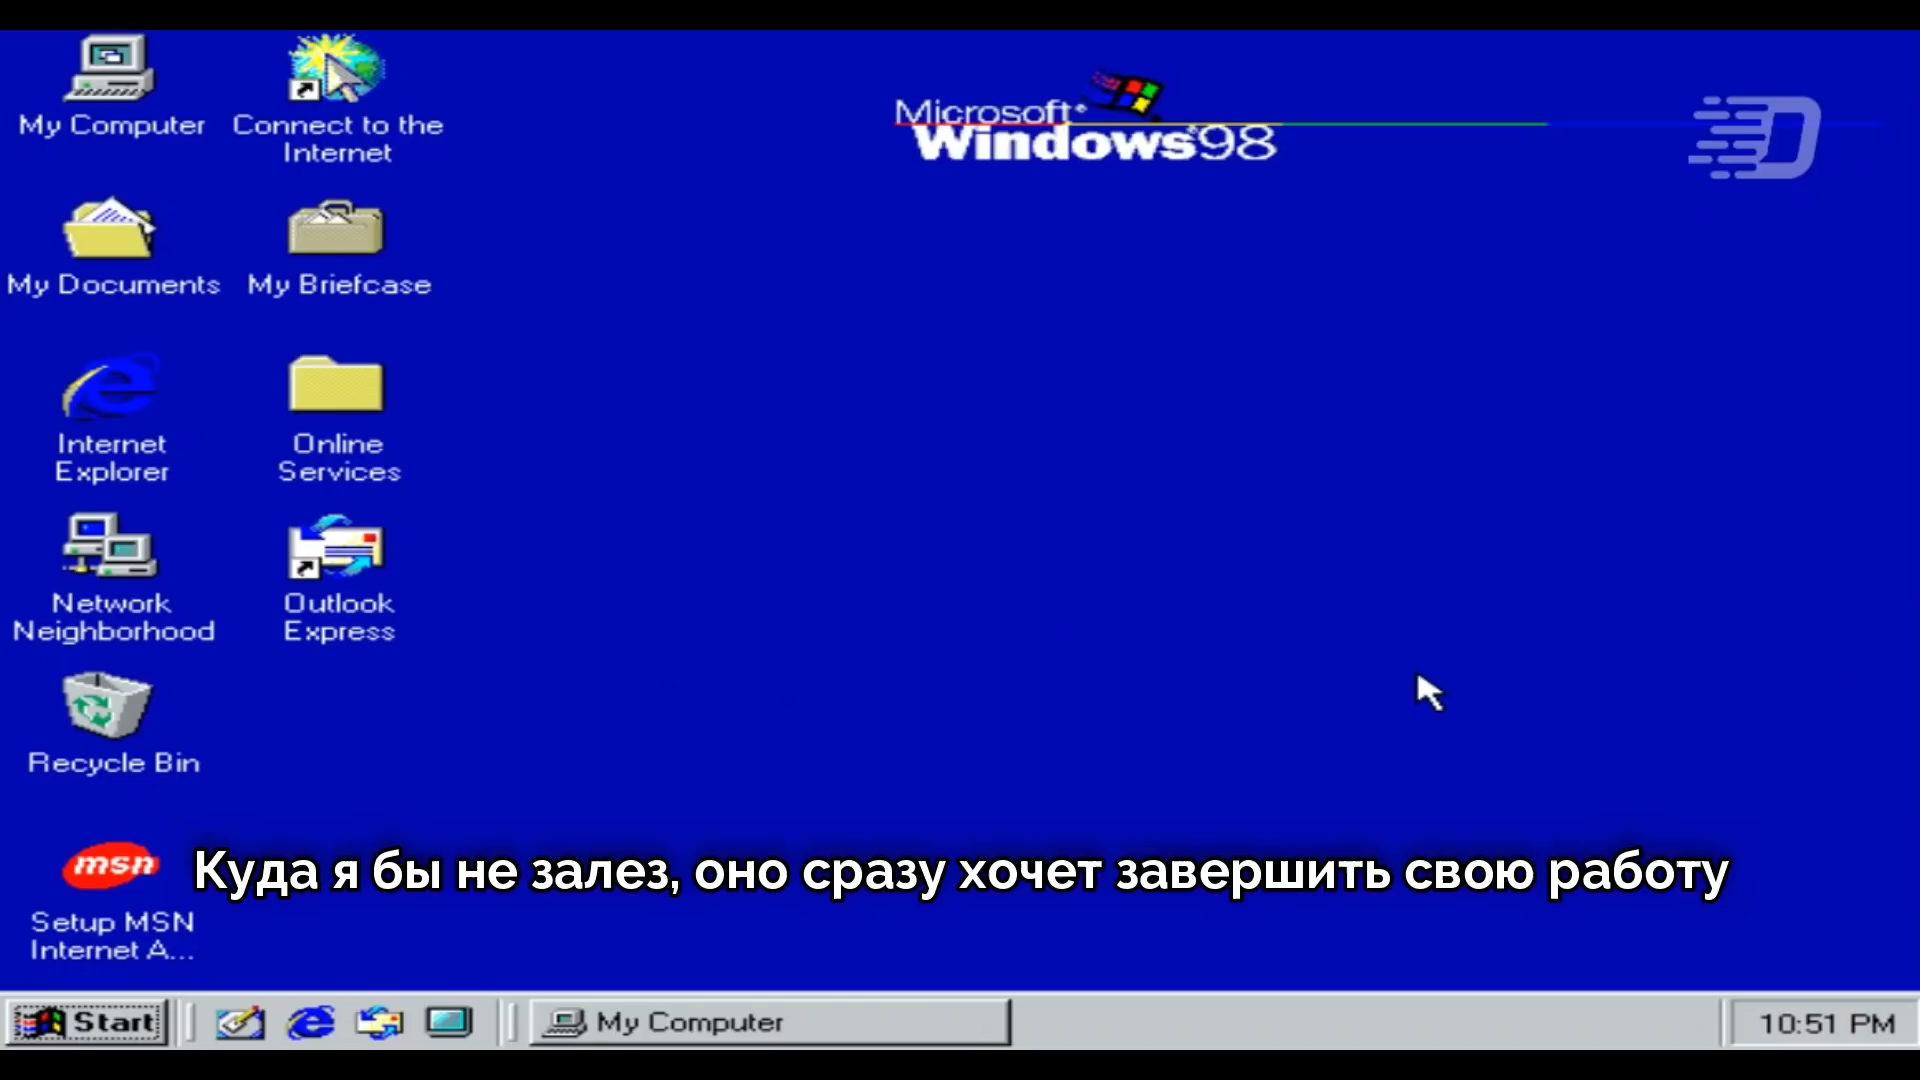 My Computer
Connect to the
Internet
Microsoft
Windows 98
My Documents
My Briefcase
Internet
Explorer
Online
Services
Network
Neighborhood
Outlook
Express
Recycle Bin
msn
Куда я бы не залез, оно сразу хочет завершить свою работу
Setup MSN
Internet A...
Start
My Computer
10:51 PM